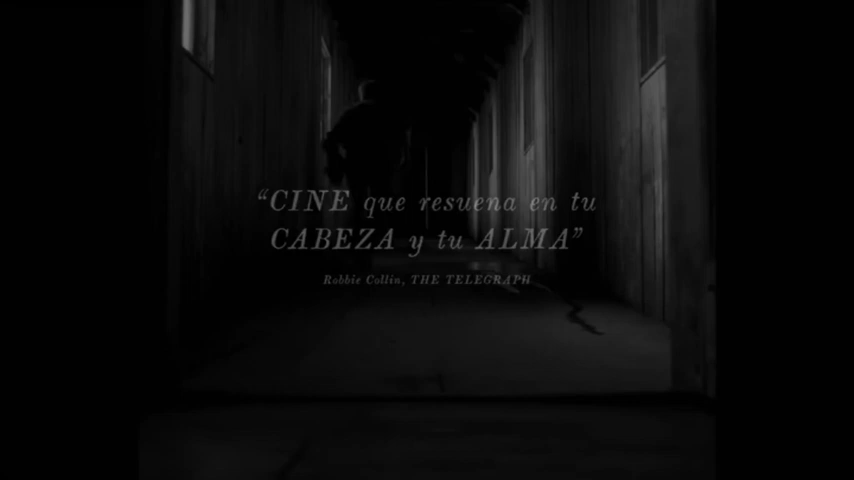 “CINE que resuena en tu
CABEZA y tu ALMA”
Robbie Collin, THE TELEGRAPH